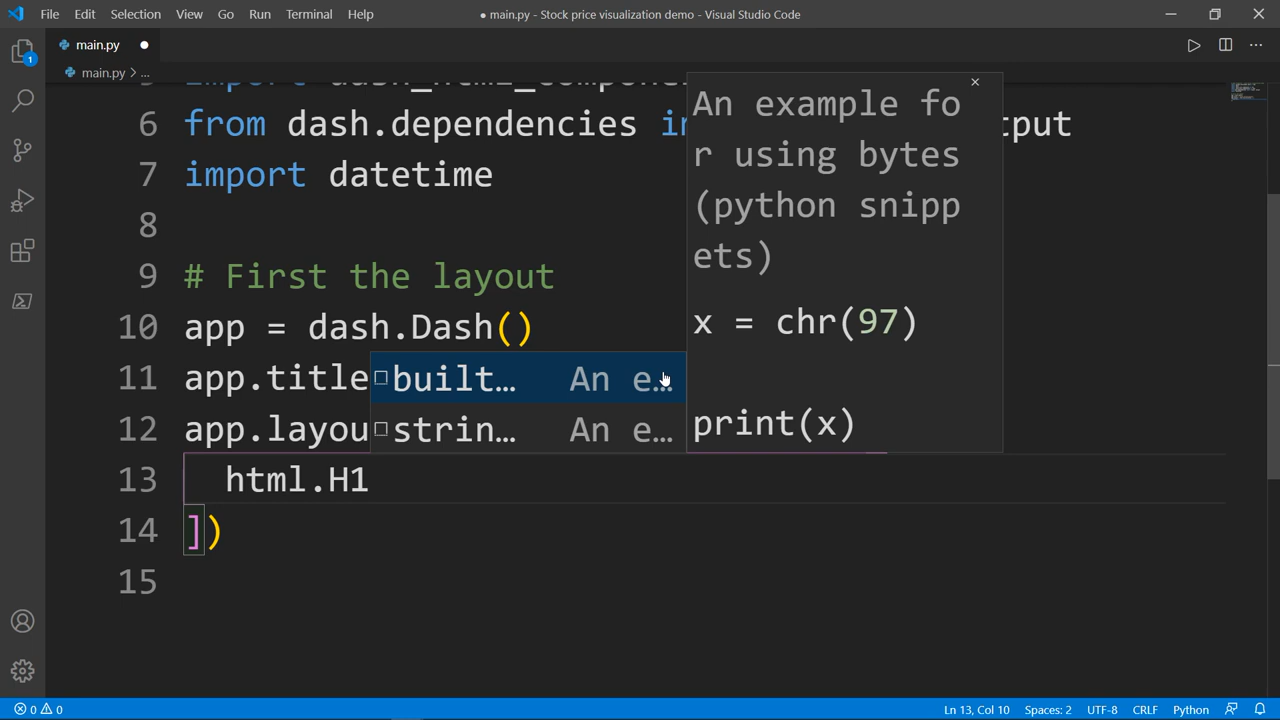 File Edit Selection View Go Run Terminal Help
● main.py - Stock price visualization demo - Visual Studio Code
1
main.py
main.py > ...
6 from dash.dependencies in tput
7 import datetime
8
9 # First the layout
10 app = dash.Dash()
11 app.title
12 app.layou
13 html.H1
14 ])
15
built… An e…
strin… An e…
An example fo
r using bytes
(python snipp
ets)
x = chr(97)
print(x)
0 0
Ln 13, Col 10 Spaces: 2 UTF-8 CRLF Python